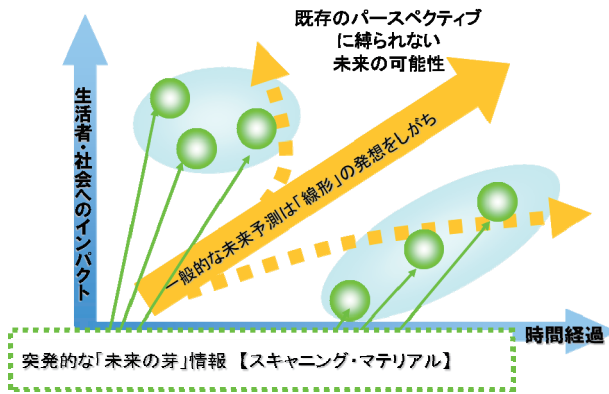 既存のパースペクティブ
に縛られない
未来の可能性
生活者・社会へのインパクト
一般的な未来予測は「線形」の発想をしがち
時間経過
突発的な「未来の芽」情報 【スキャニング・マテリアル】